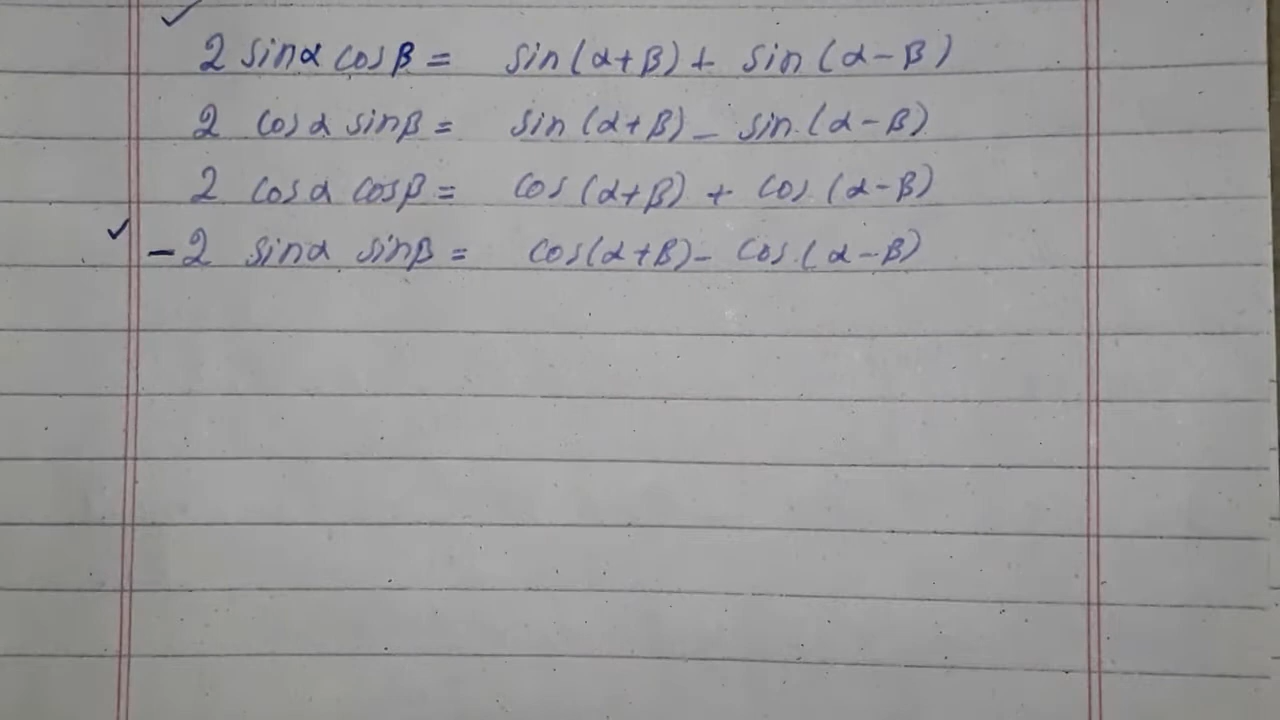 2 sinα cosβ = sin(α+β) + sin(α-β)
2 cosα sinβ = sin(α+β) - sin(α-β)
2 cosα cosβ = cos(α+β) + cos(α-β)
-2 sinα sinβ = cos(α+β) - cos(α-β)